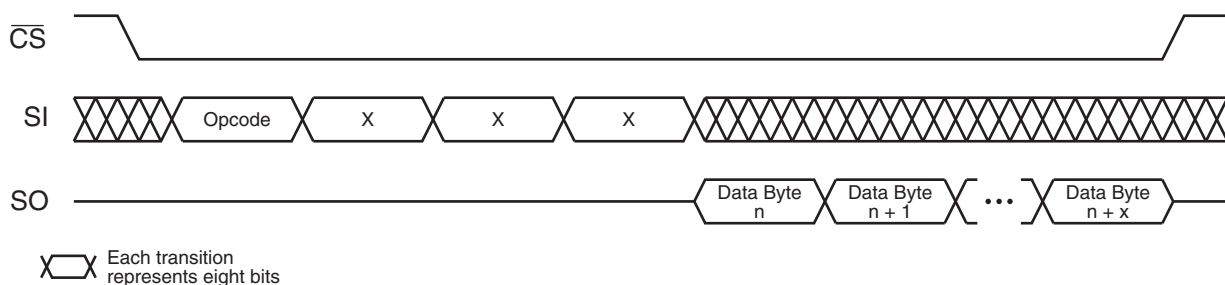 CS
SI
Opcode
X
X
X
SO
Data Byte
n
Data Byte
n + 1
•••
Data Byte
n + x
Each transition
represents eight bits